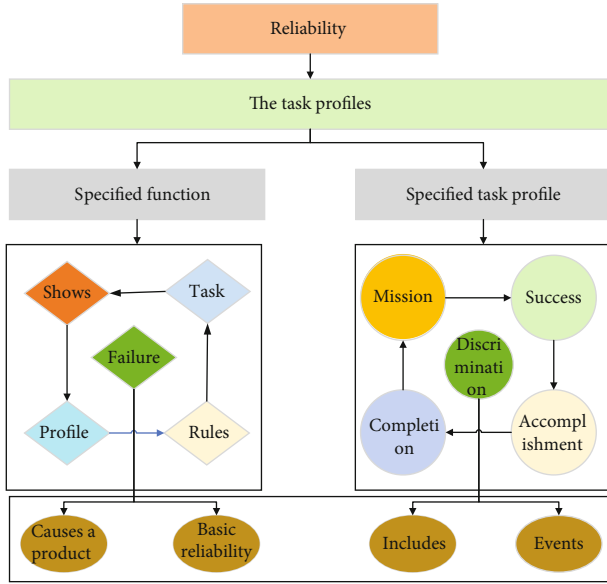 Reliability
The task profiles
Specified function
Specified task profile
Shows
Task
Failure
Profile
Rules
Mission
Success
Discri
minati
on
Completi
on
Accompl
ishment
Causes a
product
Basic
reliability
Includes
Events